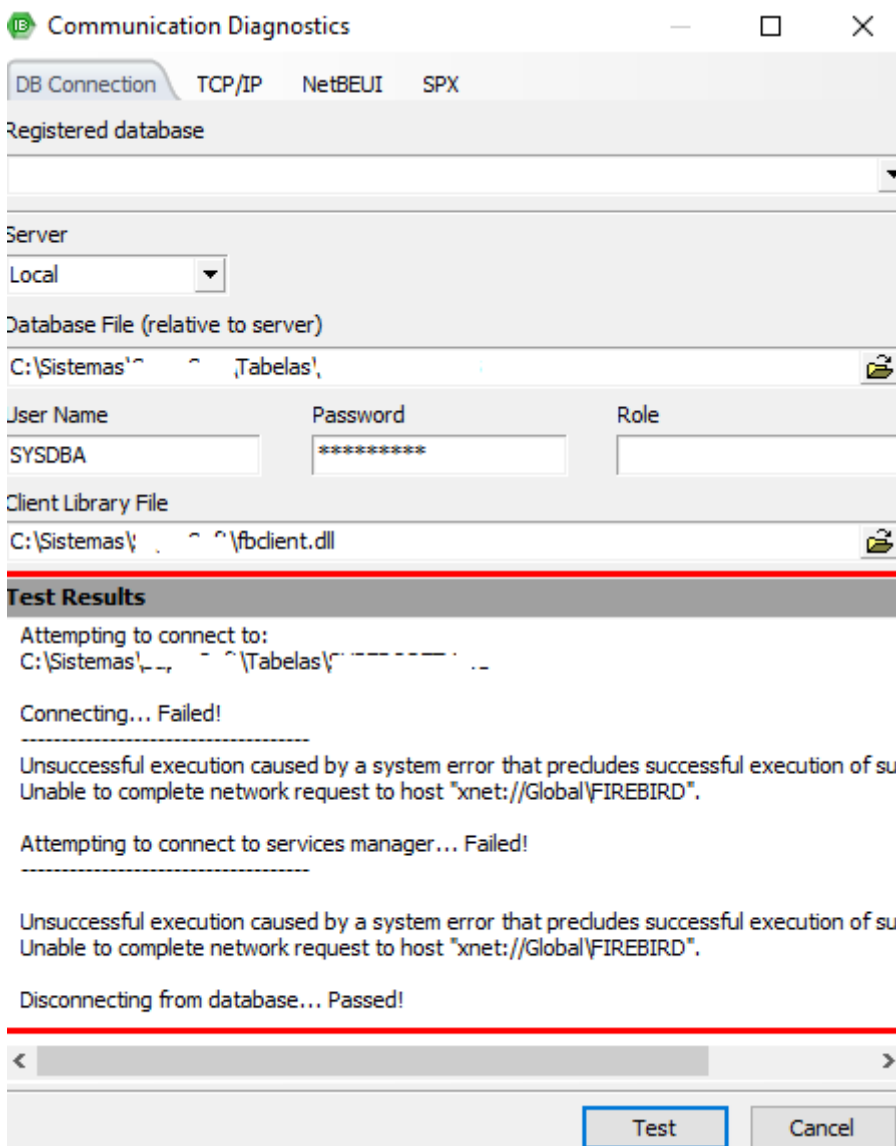 IB Communication Diagnostics
DB Connection TCP/IP NetBEUI SPX
Registered database
Server
Local
Database File (relative to server)
C:\Sistemas\ \Tabelas\
User Name Password Role
SYSDBA *********
Client Library File
C:\Sistemas\ \fbclient.dll
Test Results
Attempting to connect to:
C:\Sistemas\ \Tabelas\
Connecting... Failed!
------------------------------------
Unsuccessful execution caused by a system error that precludes successful execution of su
Unable to complete network request to host "xnet://Global\FIREBIRD".
Attempting to connect to services manager... Failed!
------------------------------------
Unsuccessful execution caused by a system error that precludes successful execution of su
Unable to complete network request to host "xnet://Global\FIREBIRD".
Disconnecting from database... Passed!
Test Cancel